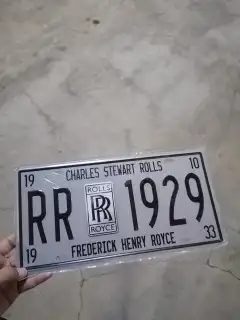 19 CHARLES STEWART ROLLS 10
RR ROLLS RR ROYCE 1929
19 FREDERICK HENRY ROYCE 33